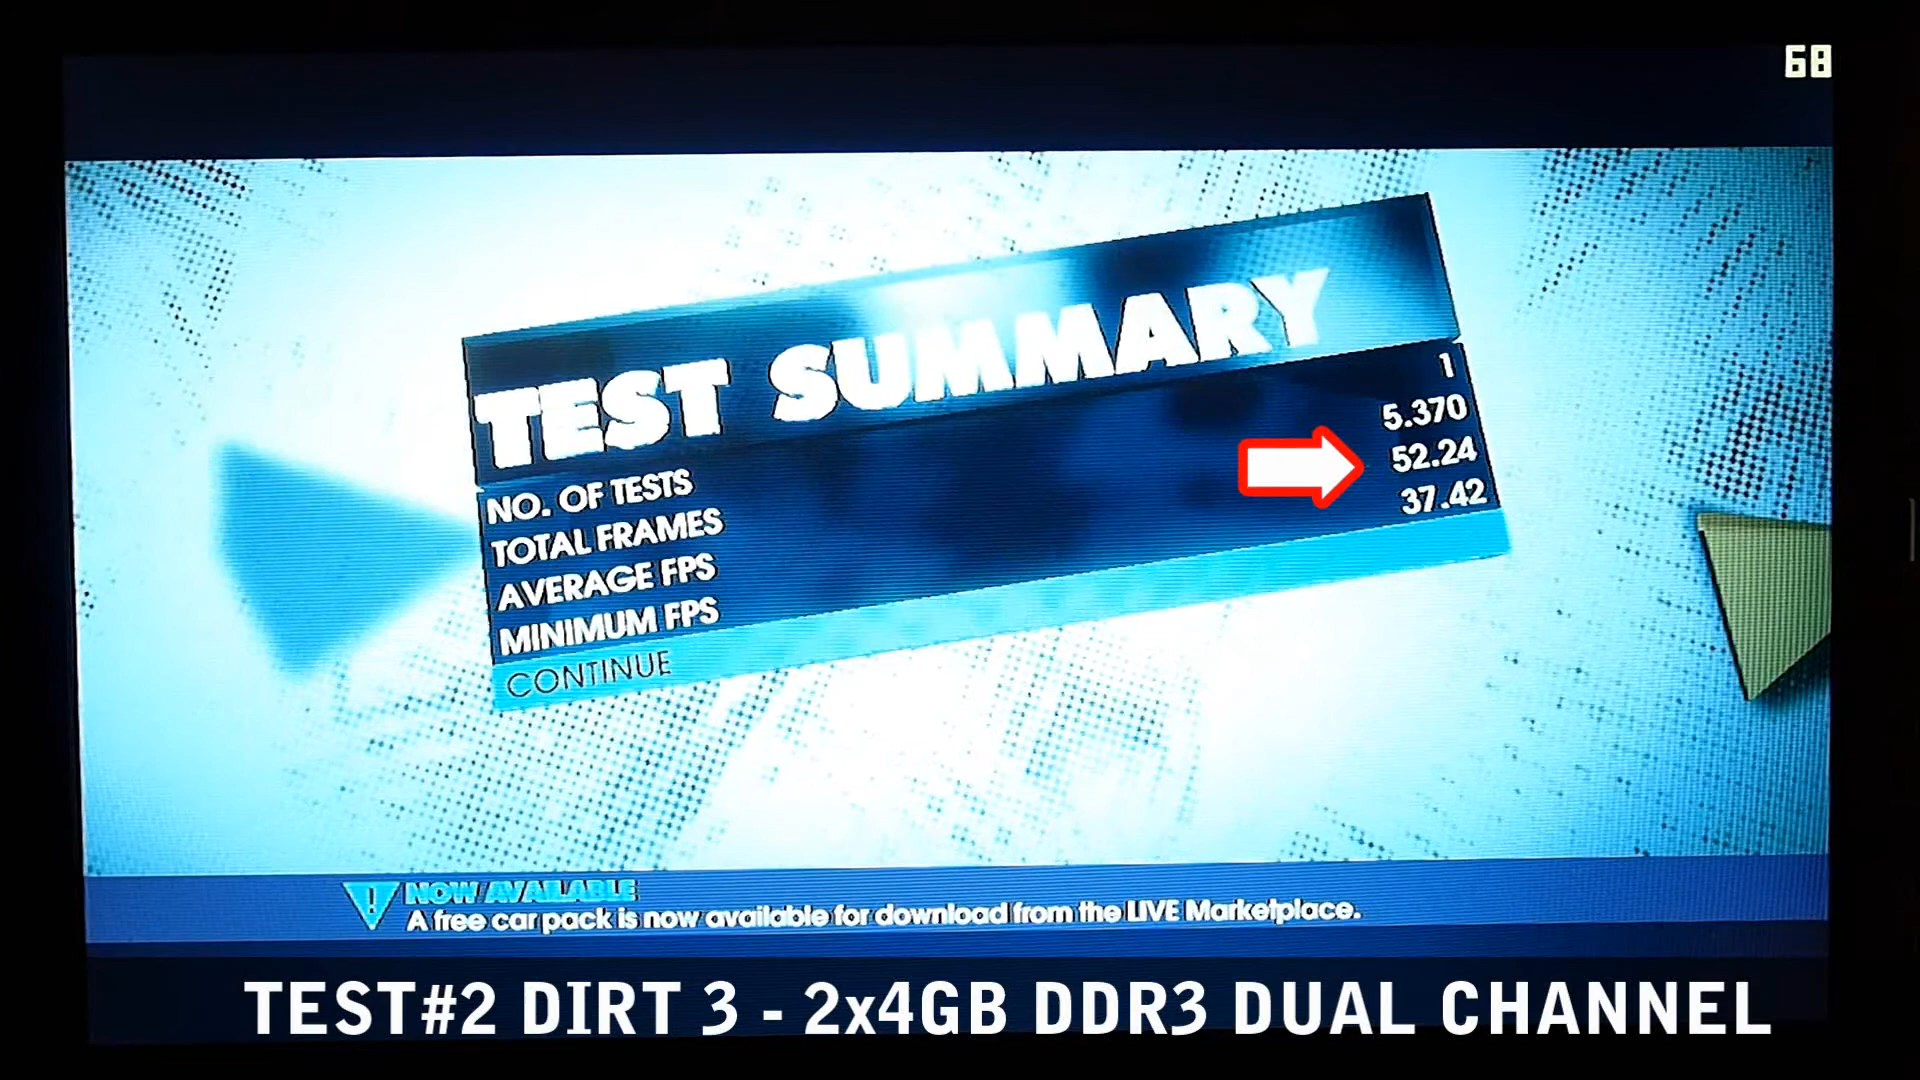 68
TEST SUMMARY
NO. OF TESTS 1
TOTAL FRAMES 5.370
AVERAGE FPS 52.24
MINIMUM FPS 37.42
CONTINUE
NOW AVAILABLE
A free car pack is now available for download from the LIVE Marketplace.
TEST#2 DIRT 3 - 2x4GB DDR3 DUAL CHANNEL